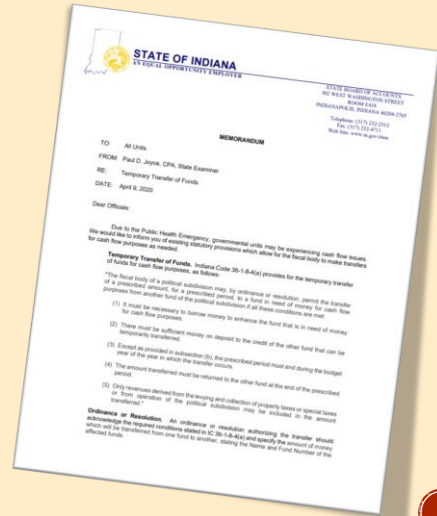 STATE OF INDIANA
AN EQUAL OPPORTUNITY EMPLOYER
STATE BOARD OF ACCOUNTS
302 WEST WASHINGTON STREET
ROOM E418
INDIANAPOLIS, INDIANA 46204-2769
Telephone: (317) 232-2513
Fax: (317) 232-4711
Web Site: www.in.gov/sboa
MEMORANDUM
TO: All Units
FROM: Paul D. Joyce, CPA, State Examiner
RE: Temporary Transfer of Funds
DATE: April 9, 2020
Dear Officials:
Due to the Public Health Emergency, governmental units may be experiencing cash flow issues.
We would like to inform you of existing statutory provisions which allow for the fiscal body to make transfers
for cash flow purposes as needed.
Temporary Transfer of Funds. Indiana Code 36-1-8-4(a) provides for the temporary transfer
of funds for cash flow purposes, as follows:
"The fiscal body of a political subdivision may, by ordinance or resolution, permit the transfer
of a prescribed amount, for a prescribed period, to a fund in need of money for cash flow
purposes from another fund of the political subdivision if all these conditions are met:
(1) It must be necessary to borrow money to enhance the fund that is in need of money
for cash flow purposes.
(2) There must be sufficient money on deposit to the credit of the other fund that can be
temporarily transferred.
(3) Except as provided in subsection (b), the prescribed period must end during the budget
year of the year in which the transfer occurs.
(4) The amount transferred must be returned to the other fund at the end of the prescribed
period.
(5) Only revenues derived from the levying and collection of property taxes or special taxes
or from operation of the political subdivision may be included in the amount
transferred."
Ordinance or Resolution. An ordinance or resolution authorizing the transfer should
acknowledge the required conditions stated in IC 36-1-8-4(a) and specify the amount of money
which will be transferred from one fund to another, stating the Name and Fund Number of the
affected funds.